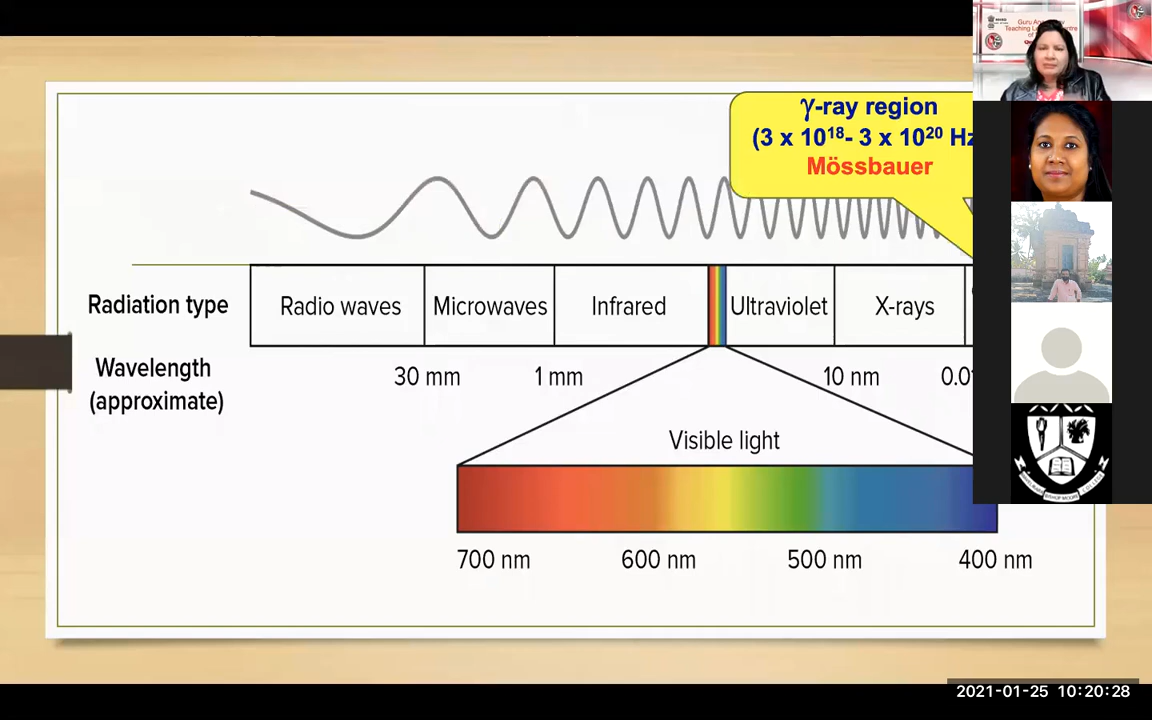 γ-ray region
(3 x 10¹⁸- 3 x 10²⁰ Hz
Mössbauer
Radiation type
Radio waves
Microwaves
Infrared
Ultraviolet
X-rays
Wavelength
(approximate)
30 mm
1 mm
10 nm
0.0
Visible light
700 nm
600 nm
500 nm
400 nm
2021-01-25 10:20:28